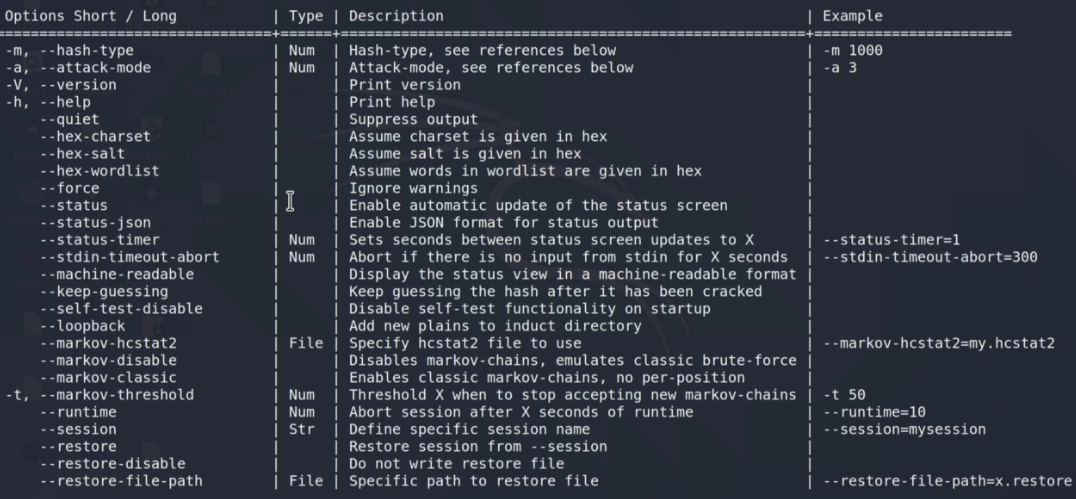 Options Short / Long | Type | Description | Example
================================+======+======================================================+=======================
-m, --hash-type | Num | Hash-type, see references below | -m 1000
-a, --attack-mode | Num | Attack-mode, see references below | -a 3
-V, --version | | Print version |
-h, --help | | Print help |
--quiet | | Suppress output |
--hex-charset | | Assume charset is given in hex |
--hex-salt | | Assume salt is given in hex |
--hex-wordlist | | Assume words in wordlist are given in hex |
--force | | Ignore warnings |
--status | | Enable automatic update of the status screen |
--status-json | | Enable JSON format for status output |
--status-timer | Num | Sets seconds between status screen updates to X | --status-timer=1
--stdin-timeout-abort | Num | Abort if there is no input from stdin for X seconds | --stdin-timeout-abort=300
--machine-readable | | Display the status view in a machine-readable format |
--keep-guessing | | Keep guessing the hash after it has been cracked |
--self-test-disable | | Disable self-test functionality on startup |
--loopback | | Add new plains to induct directory |
--markov-hcstat2 | File | Specify hcstat2 file to use | --markov-hcstat2=my.hcstat2
--markov-disable | | Disables markov-chains, emulates classic brute-force |
--markov-classic | | Enables classic markov-chains, no per-position |
-t, --markov-threshold | Num | Threshold X when to stop accepting new markov-chains | -t 50
--runtime | Num | Abort session after X seconds of runtime | --runtime=10
--session | Str | Define specific session name | --session=mysession
--restore | | Restore session from --session |
--restore-disable | | Do not write restore file |
--restore-file-path | File | Specific path to restore file | --restore-file-path=x.restore